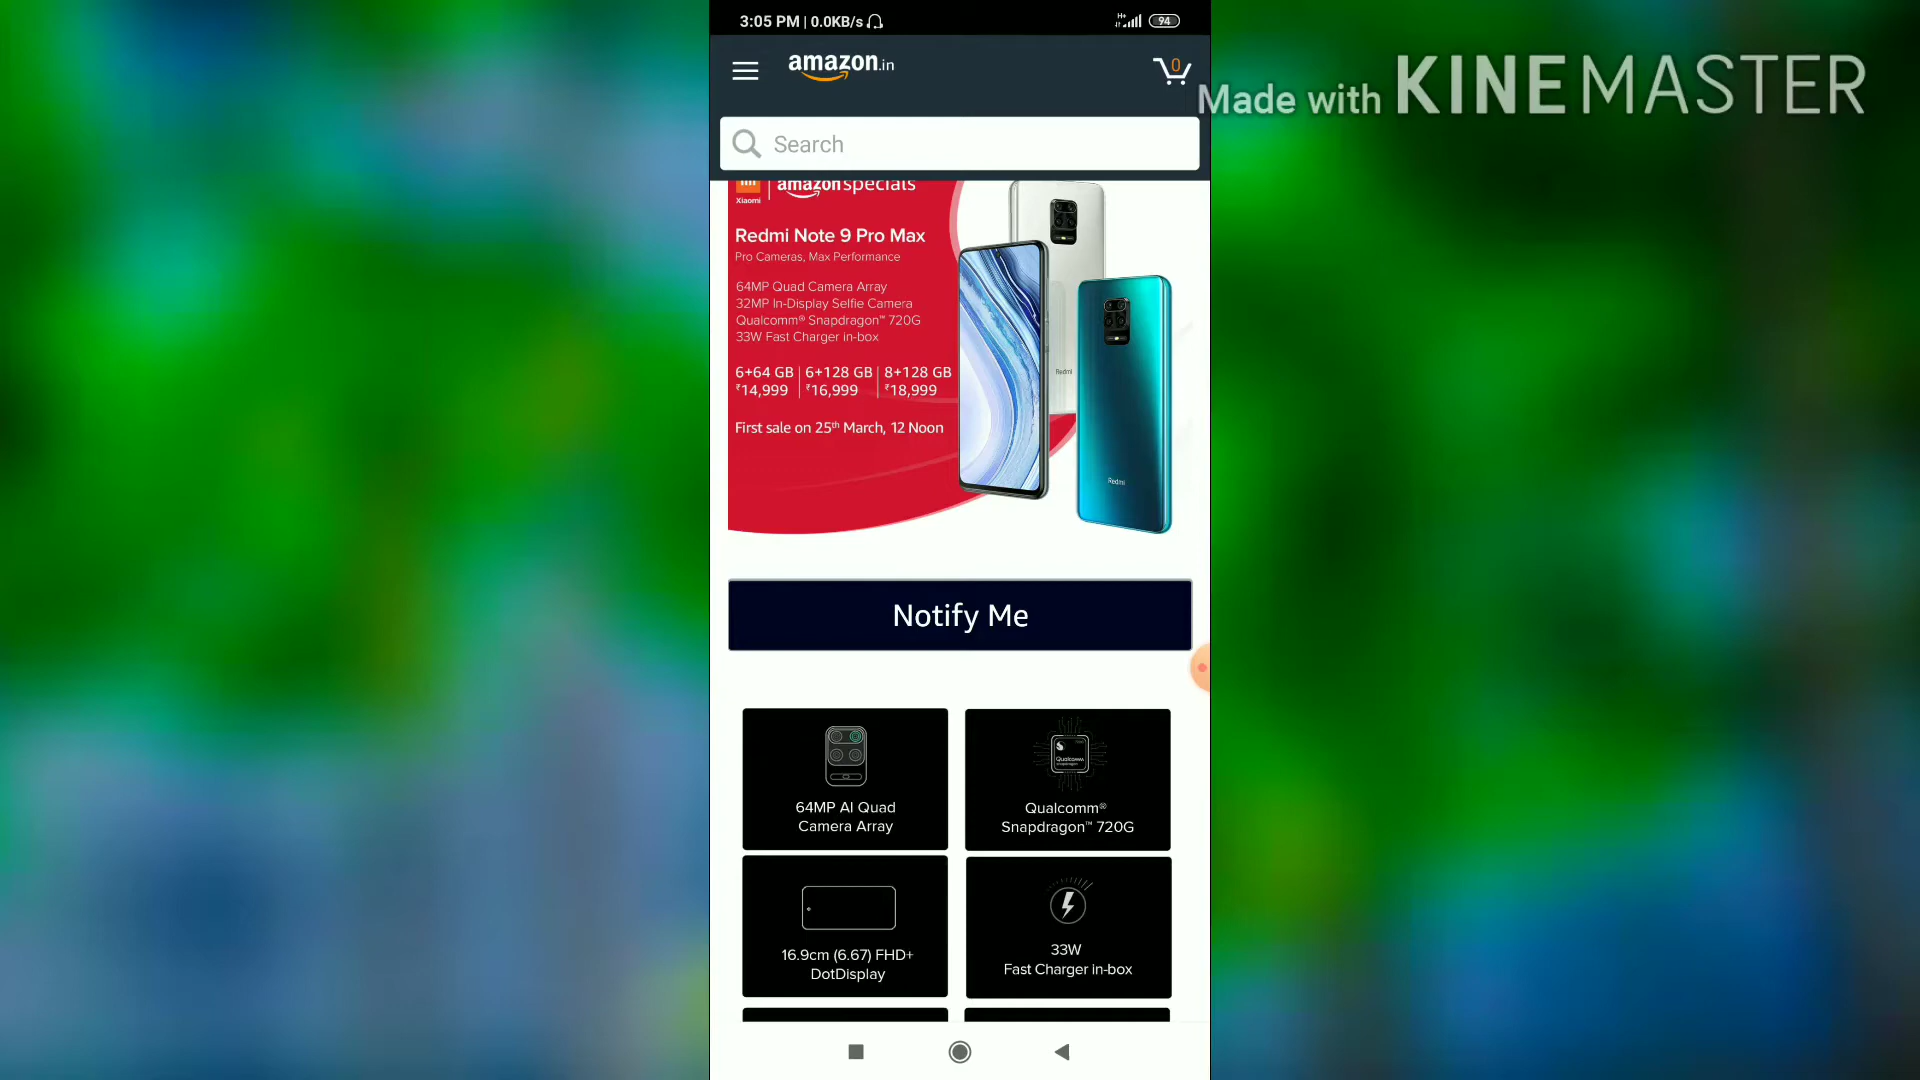 3:05 PM | 0.0KB/s
H+
94
amazon.in
0
Made with KINEMASTER
Search
mi | amazonspecials
Xiaomi
Redmi Note 9 Pro Max
Pro Cameras, Max Performance
64MP Quad Camera Array
32MP In-Display Selfie Camera
Qualcomm® Snapdragon™ 720G
33W Fast Charger in-box
6+64 GB | 6+128 GB | 8+128 GB
₹14,999 | ₹16,999 | ₹18,999
First sale on 25th March, 12 Noon
Redmi
Redmi
Notify Me
Qualcomm
snapdragon
64MP AI Quad
Camera Array
Qualcomm®
Snapdragon™ 720G
16.9cm (6.67) FHD+
DotDisplay
33W
Fast Charger in-box